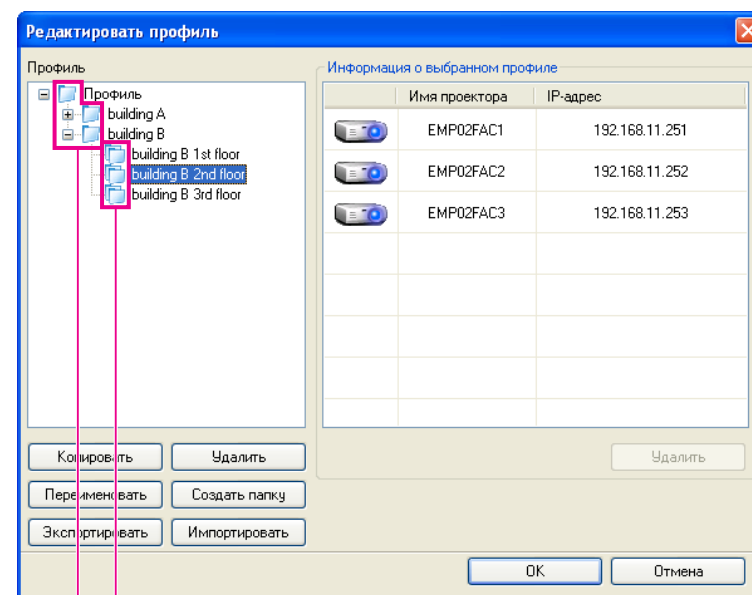 Редактировать профиль
Профиль
Информация о выбранном профиле
Профиль
building A
building B
building B 1st floor
building B 2nd floor
building B 3rd floor
Имя проектора IP-адрес
EMP02FAC1 192.168.11.251
EMP02FAC2 192.168.11.252
EMP02FAC3 192.168.11.253
Копировать Удалить Удалить
Переименовать Создать папку
Экспортировать Импортировать
OK Отмена